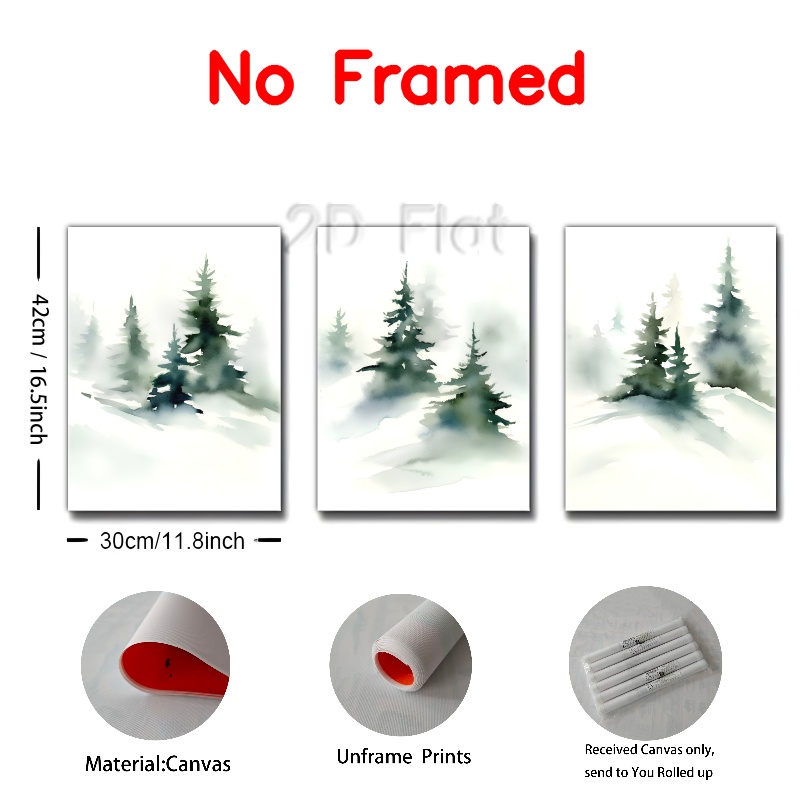 No Framed
2D Flat
42cm / 16.5inch
30cm/11.8inch
Material:Canvas
Unframe Prints
Received Canvas only,
send to You Rolled up